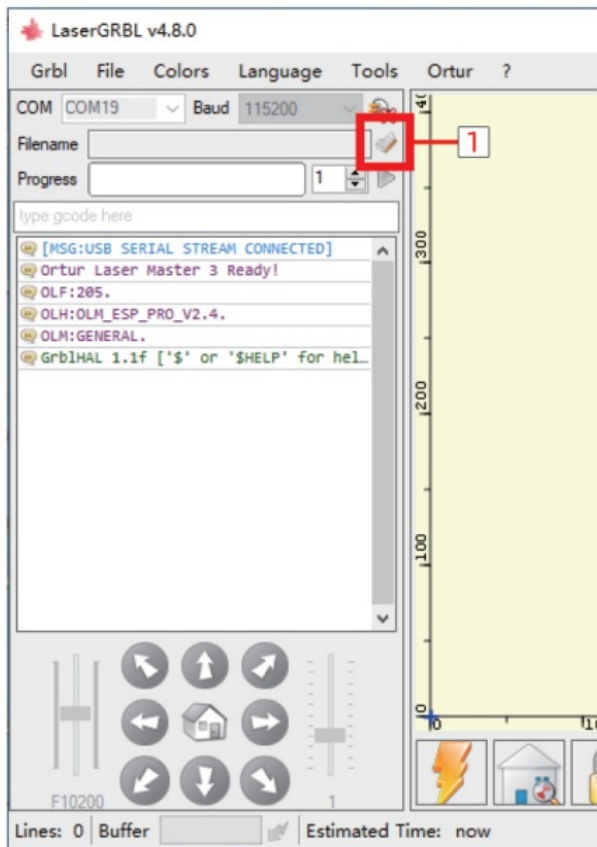 LaserGRBL v4.8.0
Grbl File Colors Language Tools Ortur ?
COM COM19 Baud 115200
Filename
1
Progress 1
type gcode here
[MSG:USB SERIAL STREAM CONNECTED]
Ortur Laser Master 3 Ready!
OLF:205.
OLH:OLM_ESP_PRO_V2.4.
OLM:GENERAL.
GrblHAL 1.1f ['$' or '$HELP' for hel…
300
200
100
0
0
F10200 1
Lines: 0 Buffer Estimated Time: now